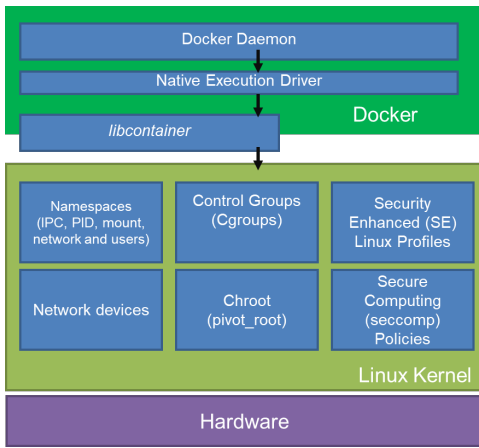 Docker Daemon
Native Execution Driver
Docker
libcontainer
Namespaces
(IPC, PID, mount,
network and users)
Control Groups
(Cgroups)
Security
Enhanced (SE)
Linux Profiles
Network devices
Chroot
(pivot_root)
Secure
Computing
(seccomp)
Policies
Linux Kernel
Hardware